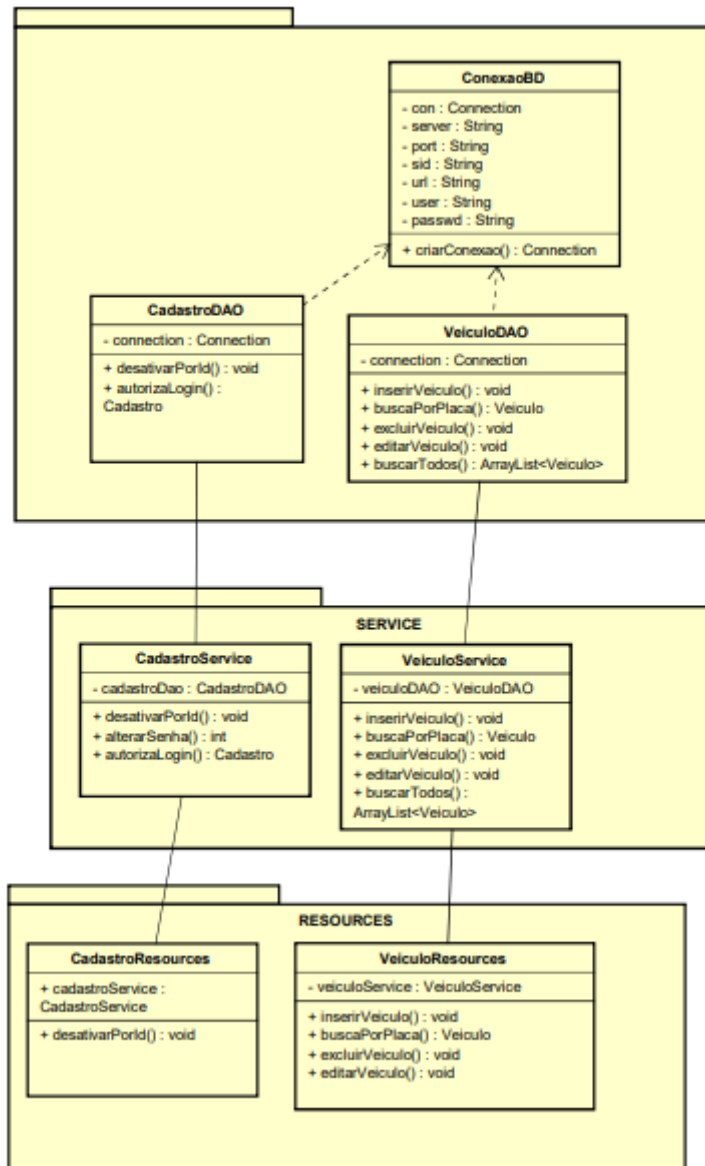 ConexaoBD
- con : Connection
- server : String
- port : String
- sid : String
- url : String
- user : String
- passwd : String
+ criarConexao() : Connection
CadastroDAO
- connection : Connection
+ desativarPorId() : void
+ autorizaLogin() :
Cadastro
VeiculoDAO
- connection : Connection
+ inserirVeiculo() : void
+ buscaPorPlaca() : Veiculo
+ excluirVeiculo() : void
+ editarVeiculo() : void
+ buscarTodos() : ArrayList<Veiculo>
SERVICE
CadastroService
- cadastroDao : CadastroDAO
+ desativarPorId() : void
+ alterarSenha() : int
+ autorizaLogin() : Cadastro
VeiculoService
- veiculoDAO : VeiculoDAO
+ inserirVeiculo() : void
+ buscaPorPlaca() : Veiculo
+ excluirVeiculo() : void
+ editarVeiculo() : void
+ buscarTodos() :
ArrayList<Veiculo>
RESOURCES
CadastroResources
+ cadastroService :
CadastroService
+ desativarPorId() : void
VeiculoResources
- veiculoService : VeiculoService
+ inserirVeiculo() : void
+ buscaPorPlaca() : Veiculo
+ excluirVeiculo() : void
+ editarVeiculo() : void